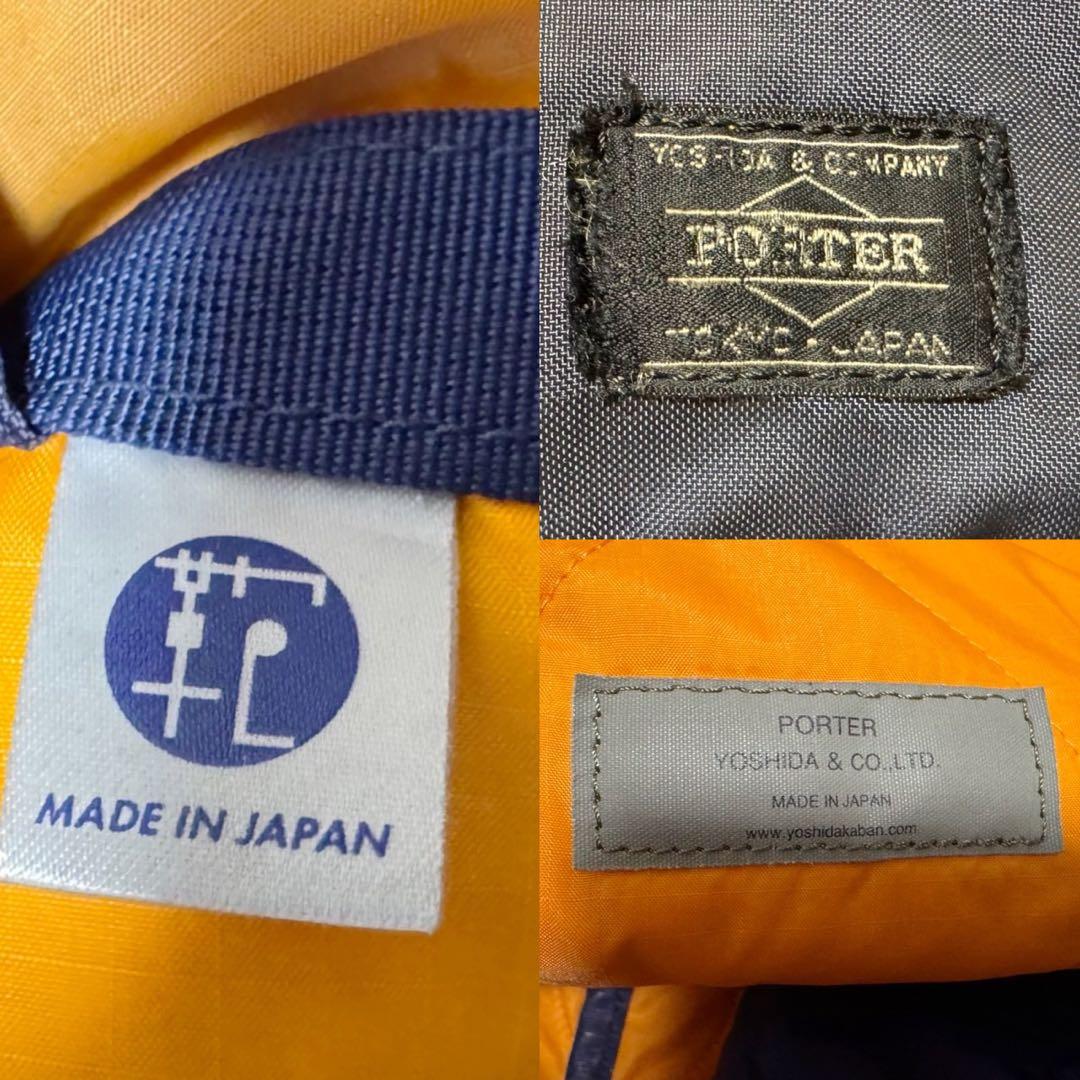 MADE IN JAPAN
YOSHIDA & COMPANY
PORTER
TOKYO・JAPAN
PORTER
YOSHIDA & CO.,LTD.
MADE IN JAPAN
www.yoshidakaban.com